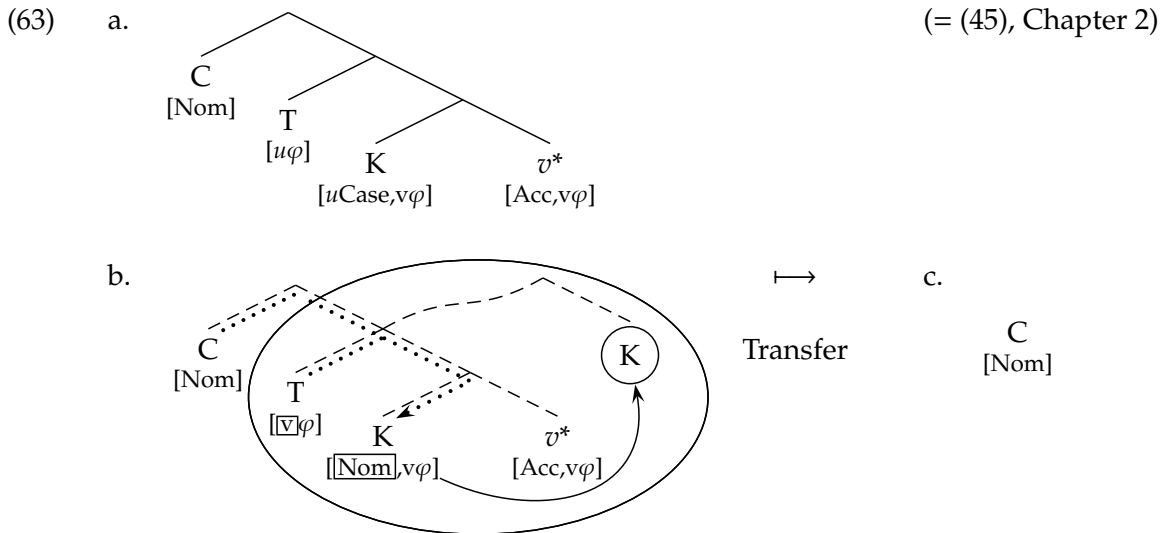 (63) a. (= (45), Chapter 2)
C
[Nom]
T
[uφ]
K v*
[uCase,vφ] [Acc,vφ]
b. ⟼ c.
C K Transfer C
[Nom] [Nom]
T
[vφ]
K v*
[Nom,vφ] [Acc,vφ]